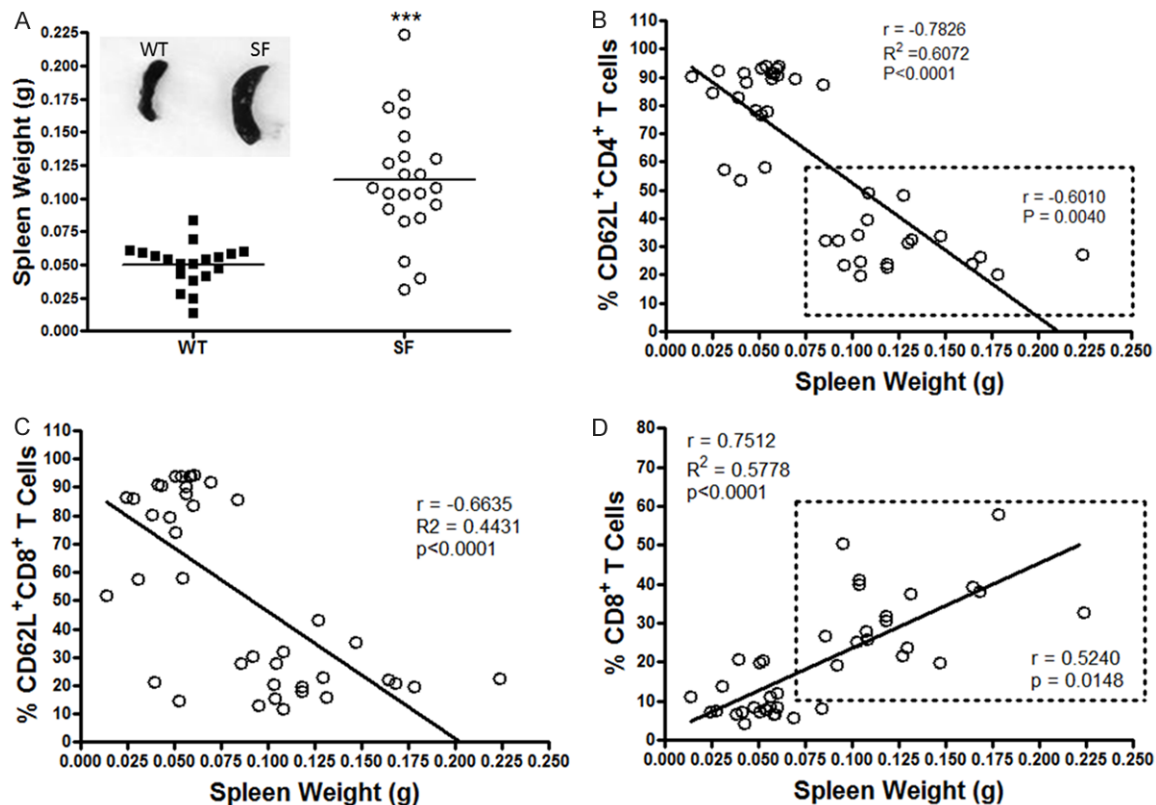 A
***
Spleen Weight (g)
0.225
0.200
0.175
0.150
0.125
0.100
0.075
0.050
0.025
0.000
WT SF
WT SF
B
% CD62L⁺CD4⁺ T cells
110
100
90
80
70
60
50
40
30
20
10
0
r = -0.7826
R² =0.6072
P<0.0001
r = -0.6010
P = 0.0040
0.000 0.025 0.050 0.075 0.100 0.125 0.150 0.175 0.200 0.225 0.250
Spleen Weight (g)
C
% CD62L⁺CD8⁺ T Cells
110
100
90
80
70
60
50
40
30
20
10
0
r = -0.6635
R2 = 0.4431
p<0.0001
0.000 0.025 0.050 0.075 0.100 0.125 0.150 0.175 0.200 0.225 0.250
Spleen Weight (g)
D
% CD8⁺ T Cells
80
70
60
50
40
30
20
10
0
r = 0.7512
R² = 0.5778
p<0.0001
r = 0.5240
p = 0.0148
0.000 0.025 0.050 0.075 0.100 0.125 0.150 0.175 0.200 0.225 0.250
Spleen Weight (g)